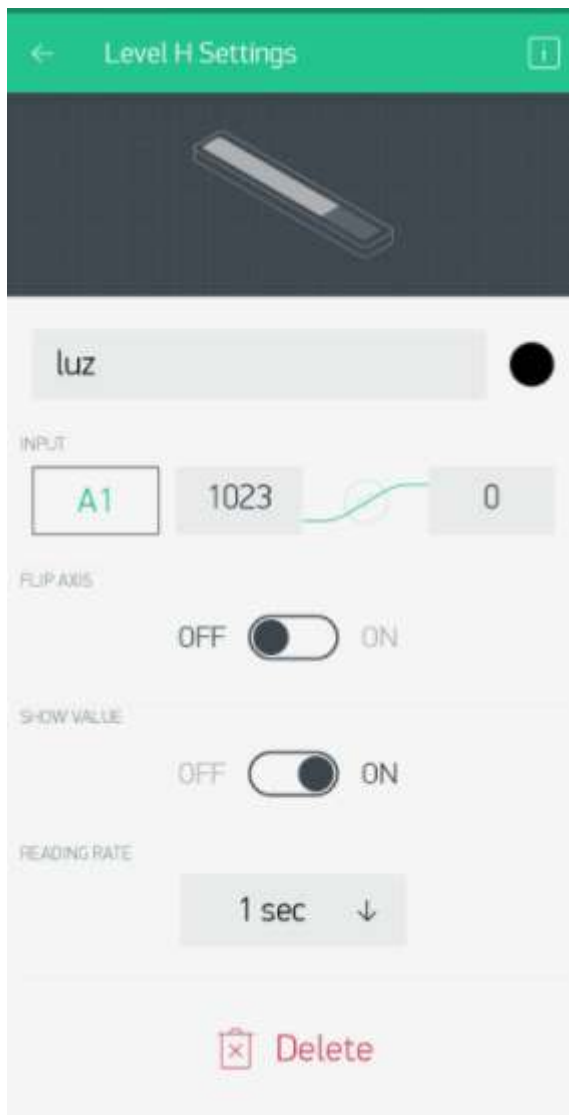 Level H Settings
luz
INPUT
A1 1023 0
FLIP AXIS
OFF ON
SHOW VALUE
OFF ON
READING RATE
1 sec
Delete